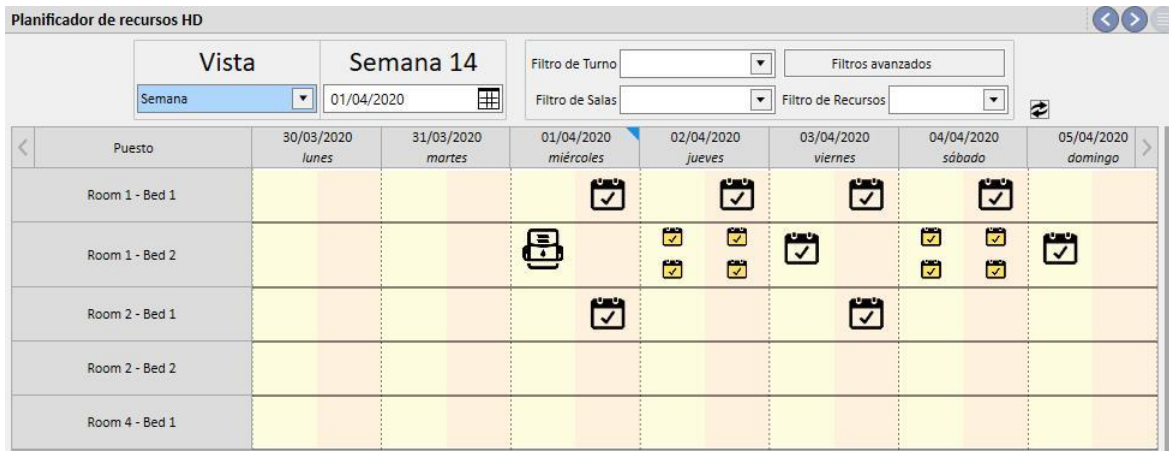 Planificador de recursos HD
Vista
Semana 14
Filtro de Turno
Filtros avanzados
Semana
01/04/2020
Filtro de Salas
Filtro de Recursos
Puesto
30/03/2020
lunes
31/03/2020
martes
01/04/2020
miércoles
02/04/2020
jueves
03/04/2020
viernes
04/04/2020
sábado
05/04/2020
domingo
Room 1 - Bed 1
Room 1 - Bed 2
Room 2 - Bed 1
Room 2 - Bed 2
Room 4 - Bed 1